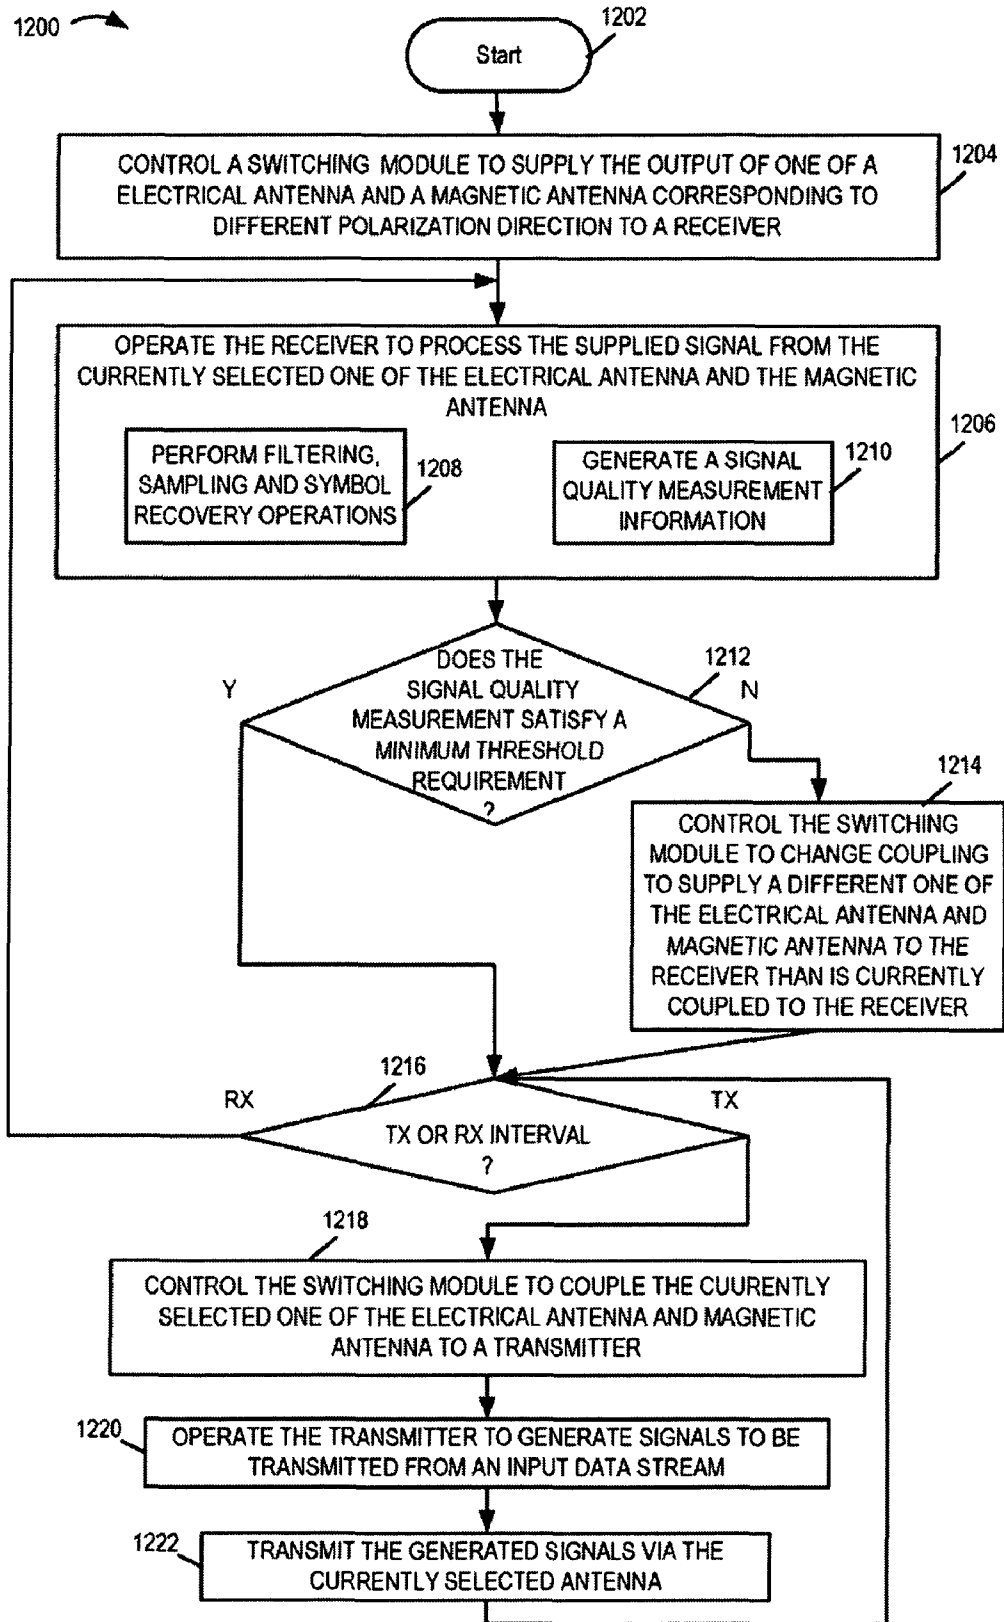 1200
1202
Start
1204
CONTROL A SWITCHING MODULE TO SUPPLY THE OUTPUT OF ONE OF A
ELECTRICAL ANTENNA AND A MAGNETIC ANTENNA CORRESPONDING TO
DIFFERENT POLARIZATION DIRECTION TO A RECEIVER
OPERATE THE RECEIVER TO PROCESS THE SUPPLIED SIGNAL FROM THE
CURRENTLY SELECTED ONE OF THE ELECTRICAL ANTENNA AND THE MAGNETIC
ANTENNA
1206
PERFORM FILTERING,
SAMPLING AND SYMBOL
RECOVERY OPERATIONS
1208
GENERATE A SIGNAL
QUALITY MEASUREMENT
INFORMATION
1210
DOES THE
SIGNAL QUALITY
MEASUREMENT SATISFY A
MINIMUM THRESHOLD
REQUIREMENT
?
1212
Y
N
1214
CONTROL THE SWITCHING
MODULE TO CHANGE COUPLING
TO SUPPLY A DIFFERENT ONE OF
THE ELECTRICAL ANTENNA AND
MAGNETIC ANTENNA TO THE
RECEIVER THAN IS CURRENTLY
COUPLED TO THE RECEIVER
1216
RX
TX
TX OR RX INTERVAL
?
1218
CONTROL THE SWITCHING MODULE TO COUPLE THE CUURENTLY
SELECTED ONE OF THE ELECTRICAL ANTENNA AND MAGNETIC
ANTENNA TO A TRANSMITTER
1220
OPERATE THE TRANSMITTER TO GENERATE SIGNALS TO BE
TRANSMITTED FROM AN INPUT DATA STREAM
1222
TRANSMIT THE GENERATED SIGNALS VIA THE
CURRENTLY SELECTED ANTENNA